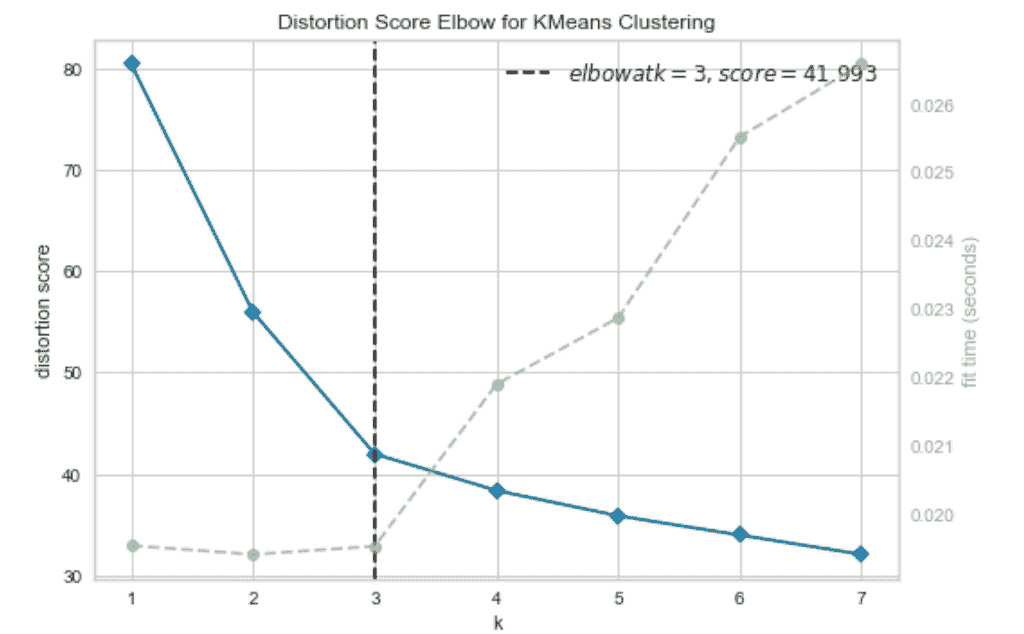 Distortion Score Elbow for KMeans Clustering
elbowatk = 3, score = 41.993
80
70
60
50
40
30
distortion score
0.026
0.025
0.024
0.023
0.022
0.021
0.020
fit time (seconds)
1 2 3 4 5 6 7
k